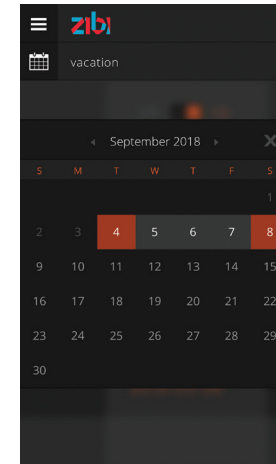 zibi
vacation
September 2018
S M T W T F S
1
2 3 4 5 6 7 8
9 10 11 12 13 14 15
16 17 18 19 20 21 22
23 24 25 26 27 28 29
30